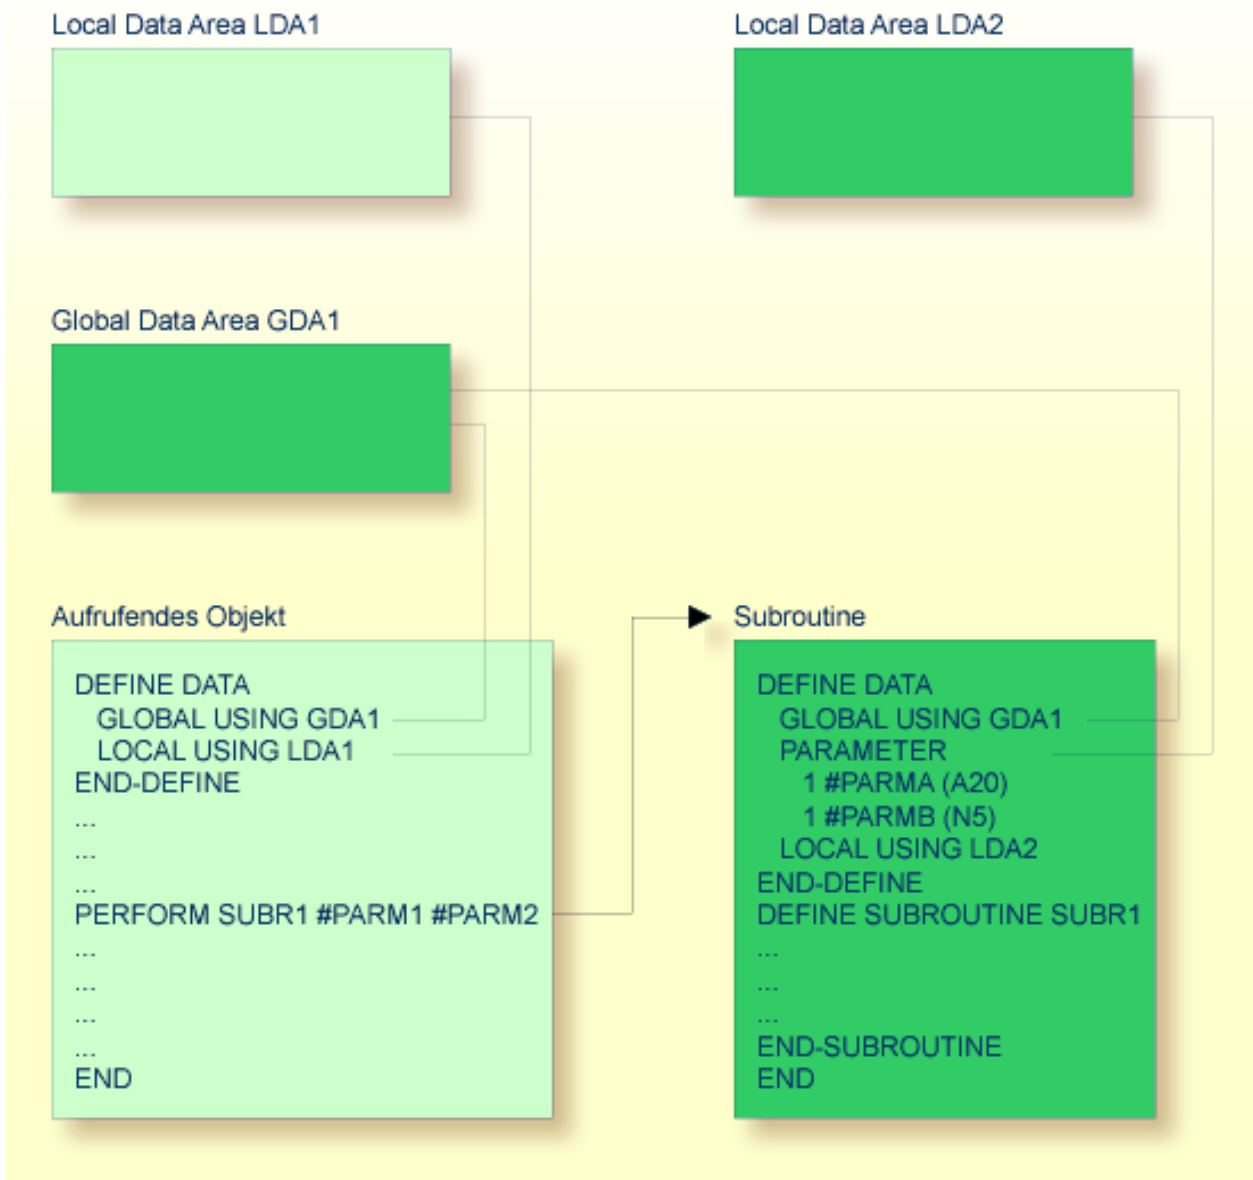 Local Data Area LDA1
Local Data Area LDA2
Global Data Area GDA1
Aufrufendes Objekt
DEFINE DATA
GLOBAL USING GDA1
LOCAL USING LDA1
END-DEFINE
...
...
...
PERFORM SUBR1 #PARM1 #PARM2
...
...
...
...
END
Subroutine
DEFINE DATA
GLOBAL USING GDA1
PARAMETER
1 #PARMA (A20)
1 #PARMB (N5)
LOCAL USING LDA2
END-DEFINE
DEFINE SUBROUTINE SUBR1
...
...
...
END-SUBROUTINE
END